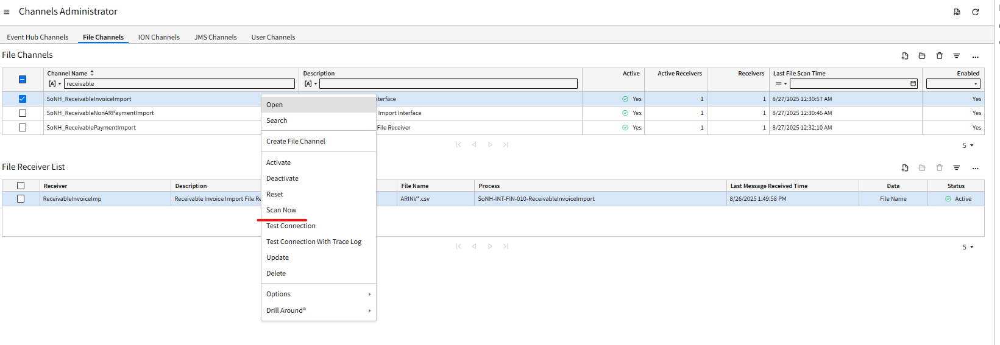 Channels Administrator
PDF
Event Hub Channels File Channels ION Channels JMS Channels User Channels
File Channels
Channel Name Description Active Active Receivers Receivers Last File Scan Time Enabled
[A] receivable [A] =
SoNH_ReceivableInvoiceImport nterface Yes 1 1 8/27/2025 12:30:57 AM Yes
SoNH_ReceivableNonARPaymentImport Import Interface Yes 1 1 8/27/2025 12:30:46 AM Yes
SoNH_ReceivablePaymentImport File Receiver Yes 1 1 8/27/2025 12:32:10 AM Yes
5
Open
Search
Create File Channel
Activate
Deactivate
Reset
Scan Now
Test Connection
Test Connection With Trace Log
Update
Delete
Options
Drill Around®
File Receiver List
Receiver Description File Name Process Last Message Received Time Data Status
ReceivableInvoiceImp Receivable Invoice Import File Re ARINV*.csv SoNH-INT-FIN-010-ReceivableInvoiceImport 8/26/2025 1:49:58 PM File Name Active
5